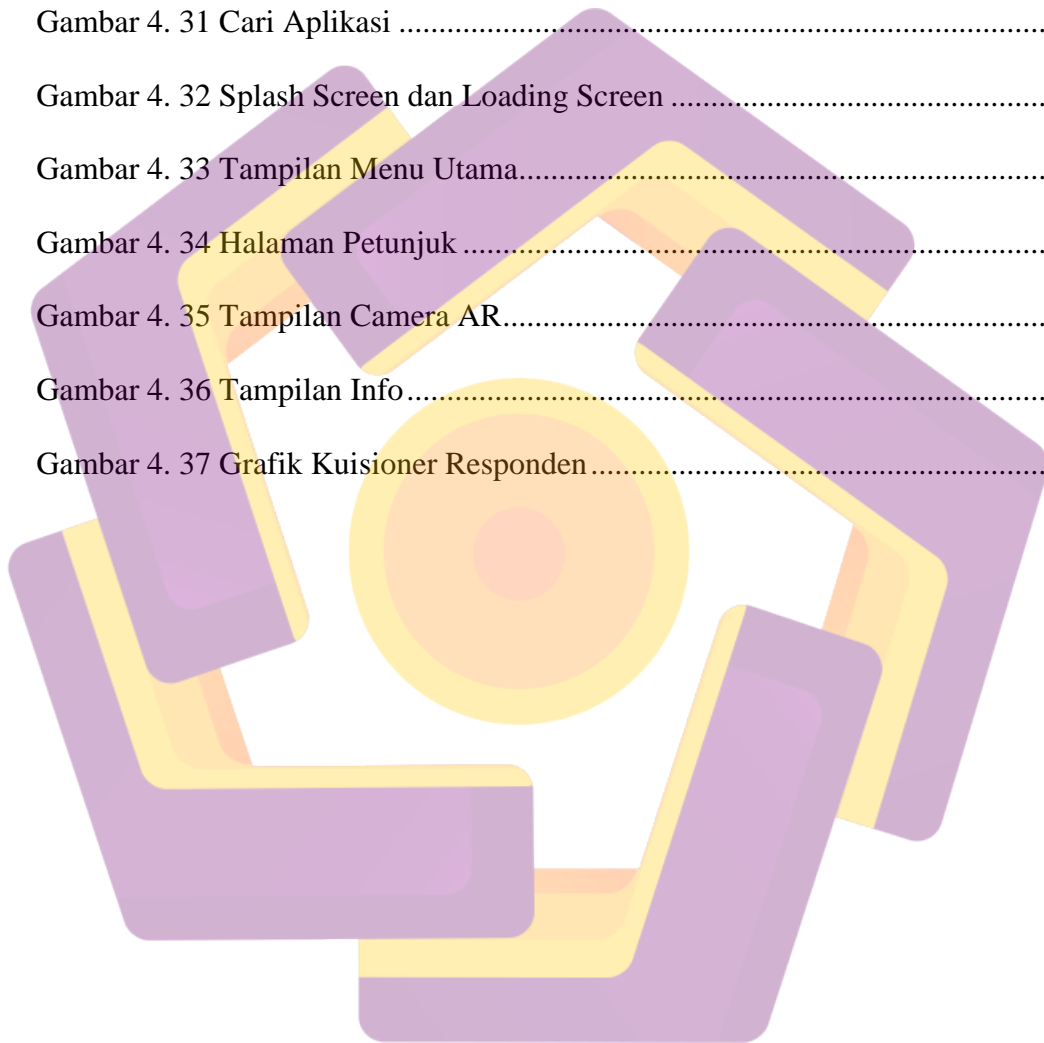 Gambar 4. 31 Cari Aplikasi ................................................................................
Gambar 4. 32 Splash Screen dan Loading Screen ..............................................
Gambar 4. 33 Tampilan Menu Utama.................................................................
Gambar 4. 34 Halaman Petunjuk ........................................................................
Gambar 4. 35 Tampilan Camera AR...................................................................
Gambar 4. 36 Tampilan Info...............................................................................
Gambar 4. 37 Grafik Kuisioner Responden ........................................................